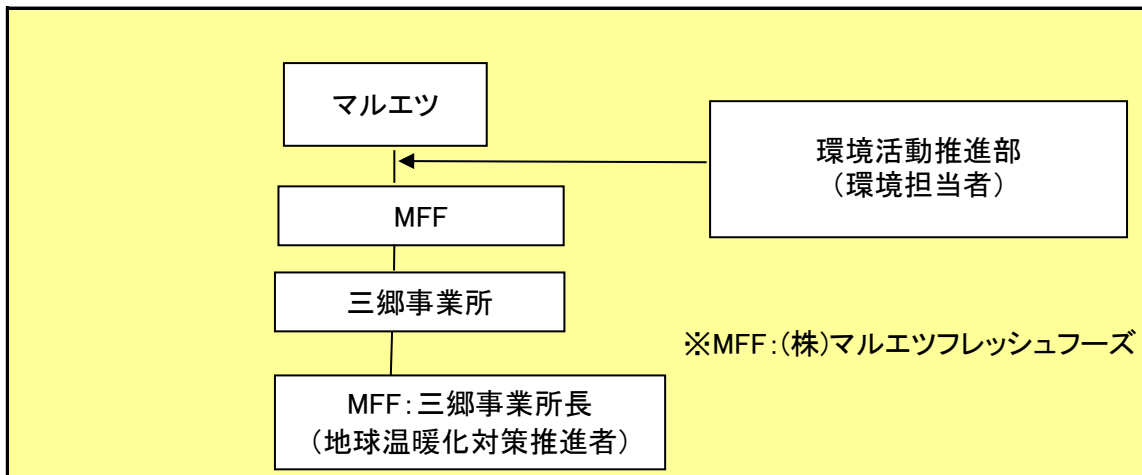 マルエツ
環境活動推進部
(環境担当者)
MFF
三郷事業所
※MFF:(株)マルエツフレッシュフーズ
MFF:三郷事業所長
(地球温暖化対策推進者)